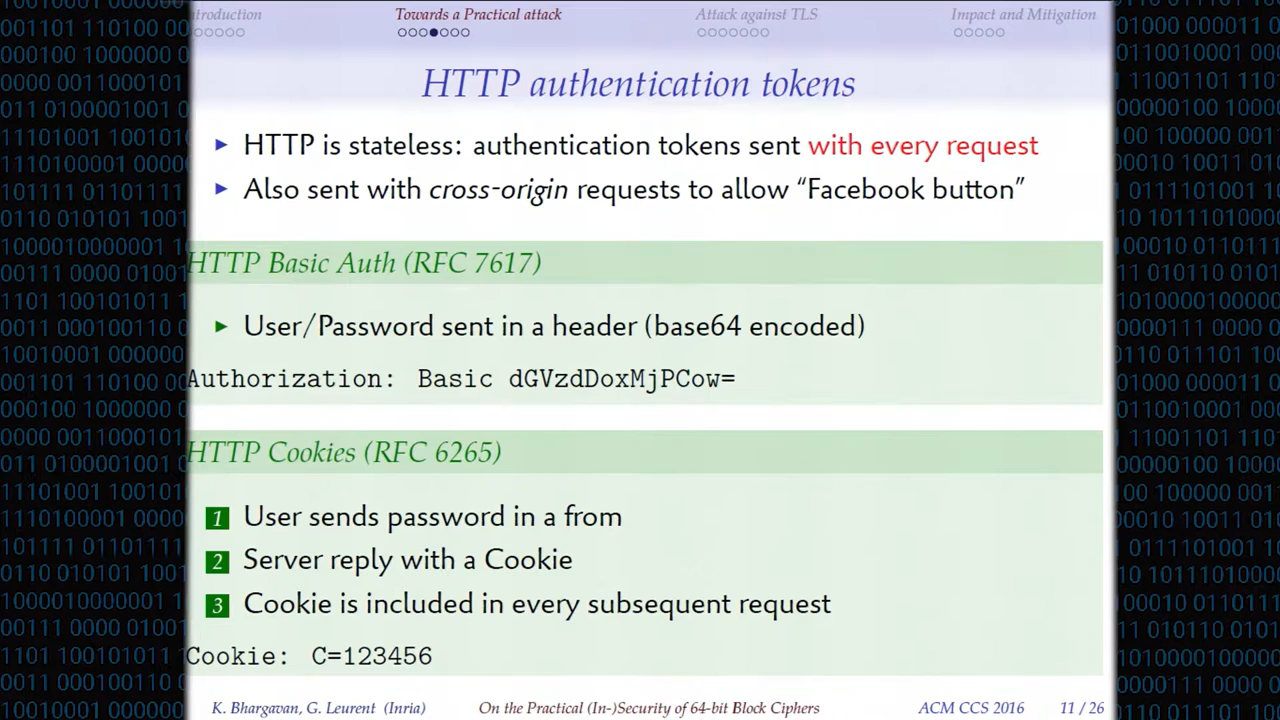 ntroduction Towards a Practical attack Attack against TLS Impact and Mitigation
HTTP authentication tokens
▶ HTTP is stateless: authentication tokens sent with every request
▶ Also sent with cross-origin requests to allow “Facebook button”
HTTP Basic Auth (RFC 7617)
▶ User/Password sent in a header (base64 encoded)
Authorization: Basic dGVzdDoxMjPCow=
HTTP Cookies (RFC 6265)
1 User sends password in a from
2 Server reply with a Cookie
3 Cookie is included in every subsequent request
Cookie: C=123456
K. Bhargavan, G. Leurent (Inria) On the Practical (In-)Security of 64-bit Block Ciphers ACM CCS 2016 11 / 26